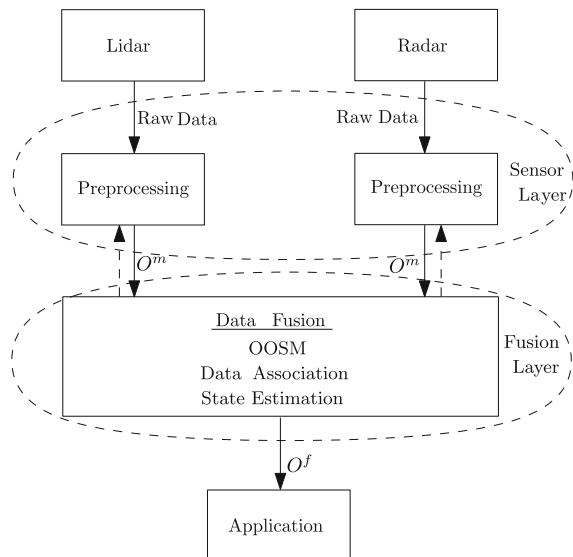 Lidar
Radar
Raw Data
Raw Data
Preprocessing
Preprocessing
Sensor
Layer
O^m
O^m
Data Fusion
OOSM
Data Association
State Estimation
Fusion
Layer
O^f
Application